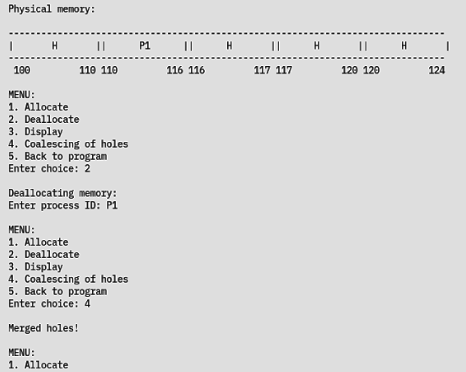 Physical memory:
--------------------------------------------------------------------------------
| H || P1 || H || H || H |
--------------------------------------------------------------------------------
100 110 110 116 116 117 117 120 120 124
MENU:
1. Allocate
2. Deallocate
3. Display
4. Coalescing of holes
5. Back to program
Enter choice: 2
Deallocating memory:
Enter process ID: P1
MENU:
1. Allocate
2. Deallocate
3. Display
4. Coalescing of holes
5. Back to program
Enter choice: 4
Merged holes!
MENU:
1. Allocate